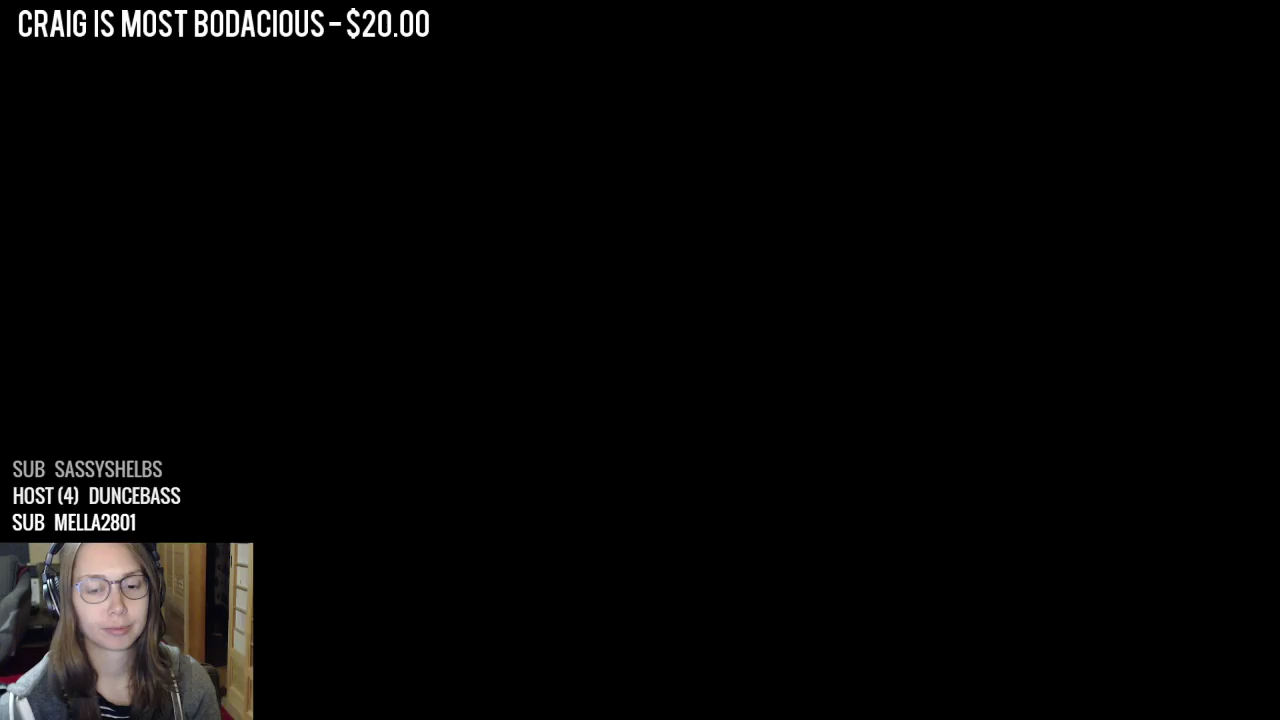 CRAIG IS MOST BODACIOUS - $20.00
SUB SASSYSHELBS
HOST (4) DUNCEBASS
SUB MELLA2801